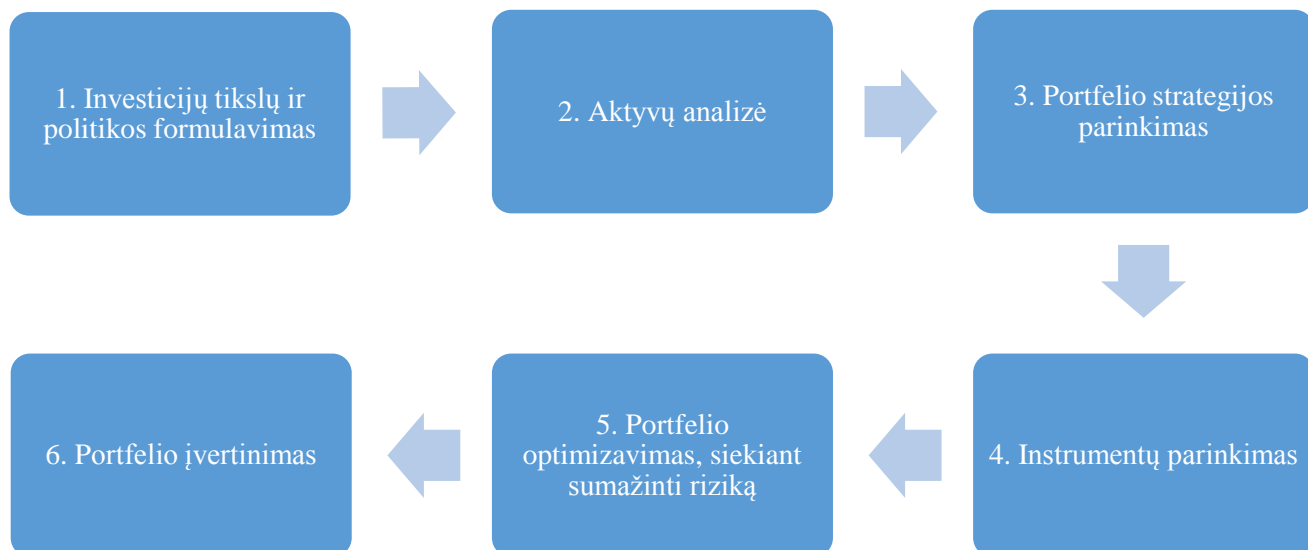 1. Investicijų tikslų ir
politikos formulavimas
2. Aktyvų analizė
3. Portfelio strategijos
parinkimas
4. Instrumentų parinkimas
5. Portfelio
optimizavimas, siekiant
sumažinti riziką
6. Portfelio įvertinimas